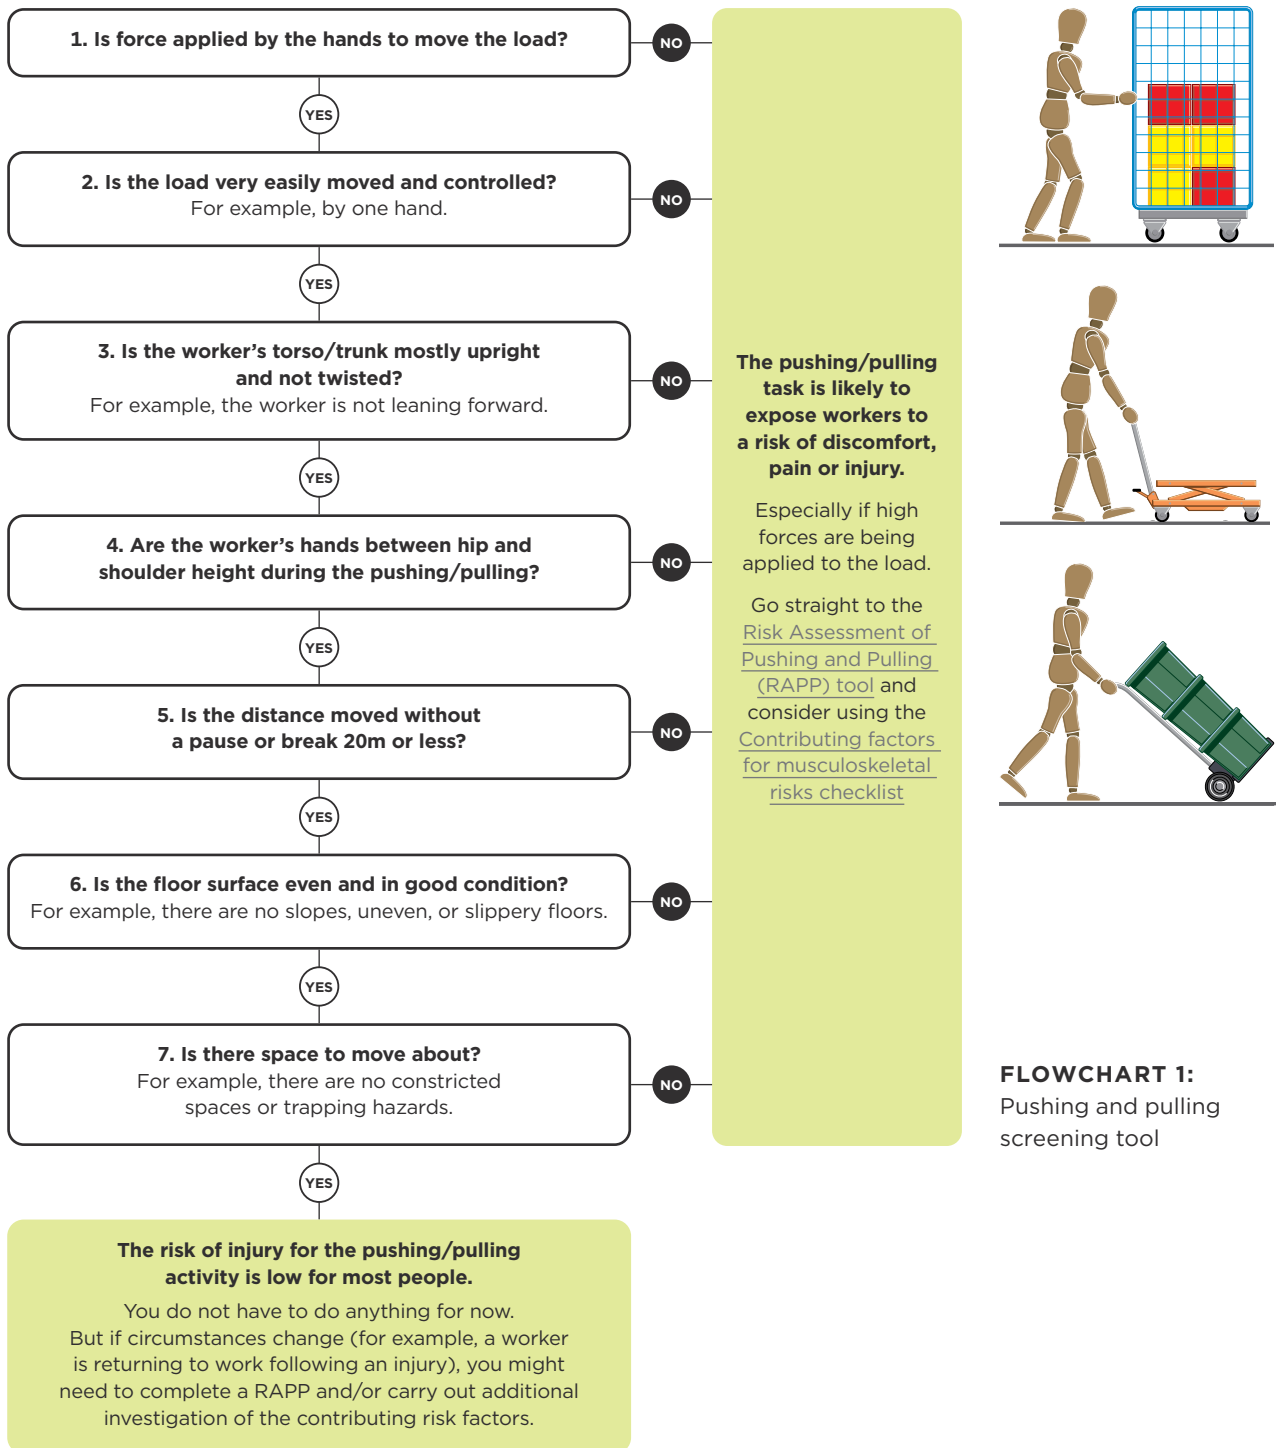 1. Is force applied by the hands to move the load?
NO
YES
2. Is the load very easily moved and controlled?
For example, by one hand.
NO
YES
3. Is the worker’s torso/trunk mostly upright
and not twisted?
For example, the worker is not leaning forward.
NO
YES
4. Are the worker’s hands between hip and
shoulder height during the pushing/pulling?
NO
YES
5. Is the distance moved without
a pause or break 20m or less?
NO
YES
6. Is the floor surface even and in good condition?
For example, there are no slopes, uneven, or slippery floors.
NO
YES
7. Is there space to move about?
For example, there are no constricted
spaces or trapping hazards.
NO
YES
The risk of injury for the pushing/pulling
activity is low for most people.
You do not have to do anything for now.
But if circumstances change (for example, a worker
is returning to work following an injury), you might
need to complete a RAPP and/or carry out additional
investigation of the contributing risk factors.
The pushing/pulling
task is likely to
expose workers to
a risk of discomfort,
pain or injury.
Especially if high
forces are being
applied to the load.
Go straight to the
Risk Assessment of
Pushing and Pulling
(RAPP) tool and
consider using the
Contributing factors
for musculoskeletal
risks checklist
FLOWCHART 1:
Pushing and pulling
screening tool